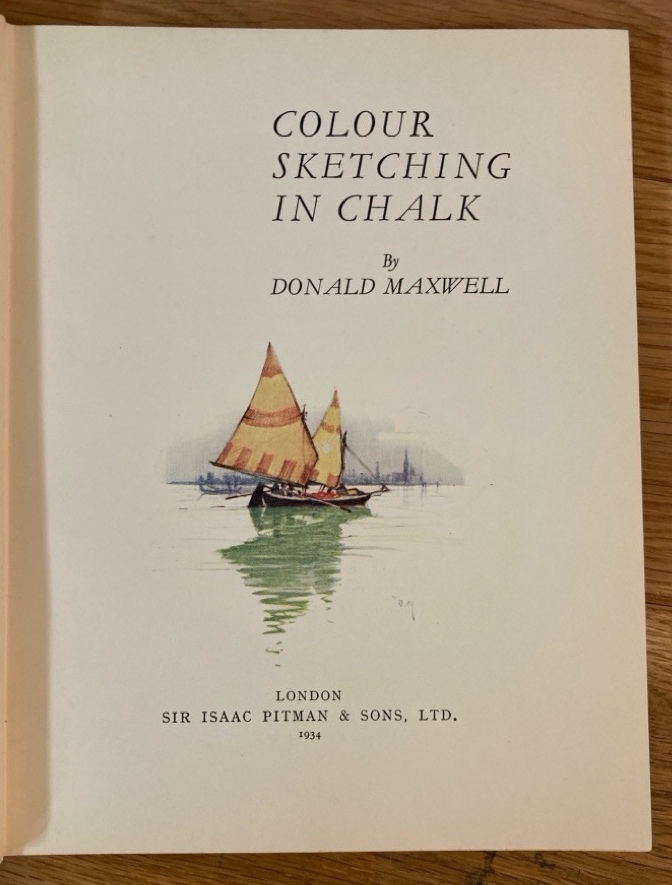 COLOUR
SKETCHING
IN CHALK
By
DONALD MAXWELL
D.M
LONDON
SIR ISAAC PITMAN & SONS, LTD.
1934